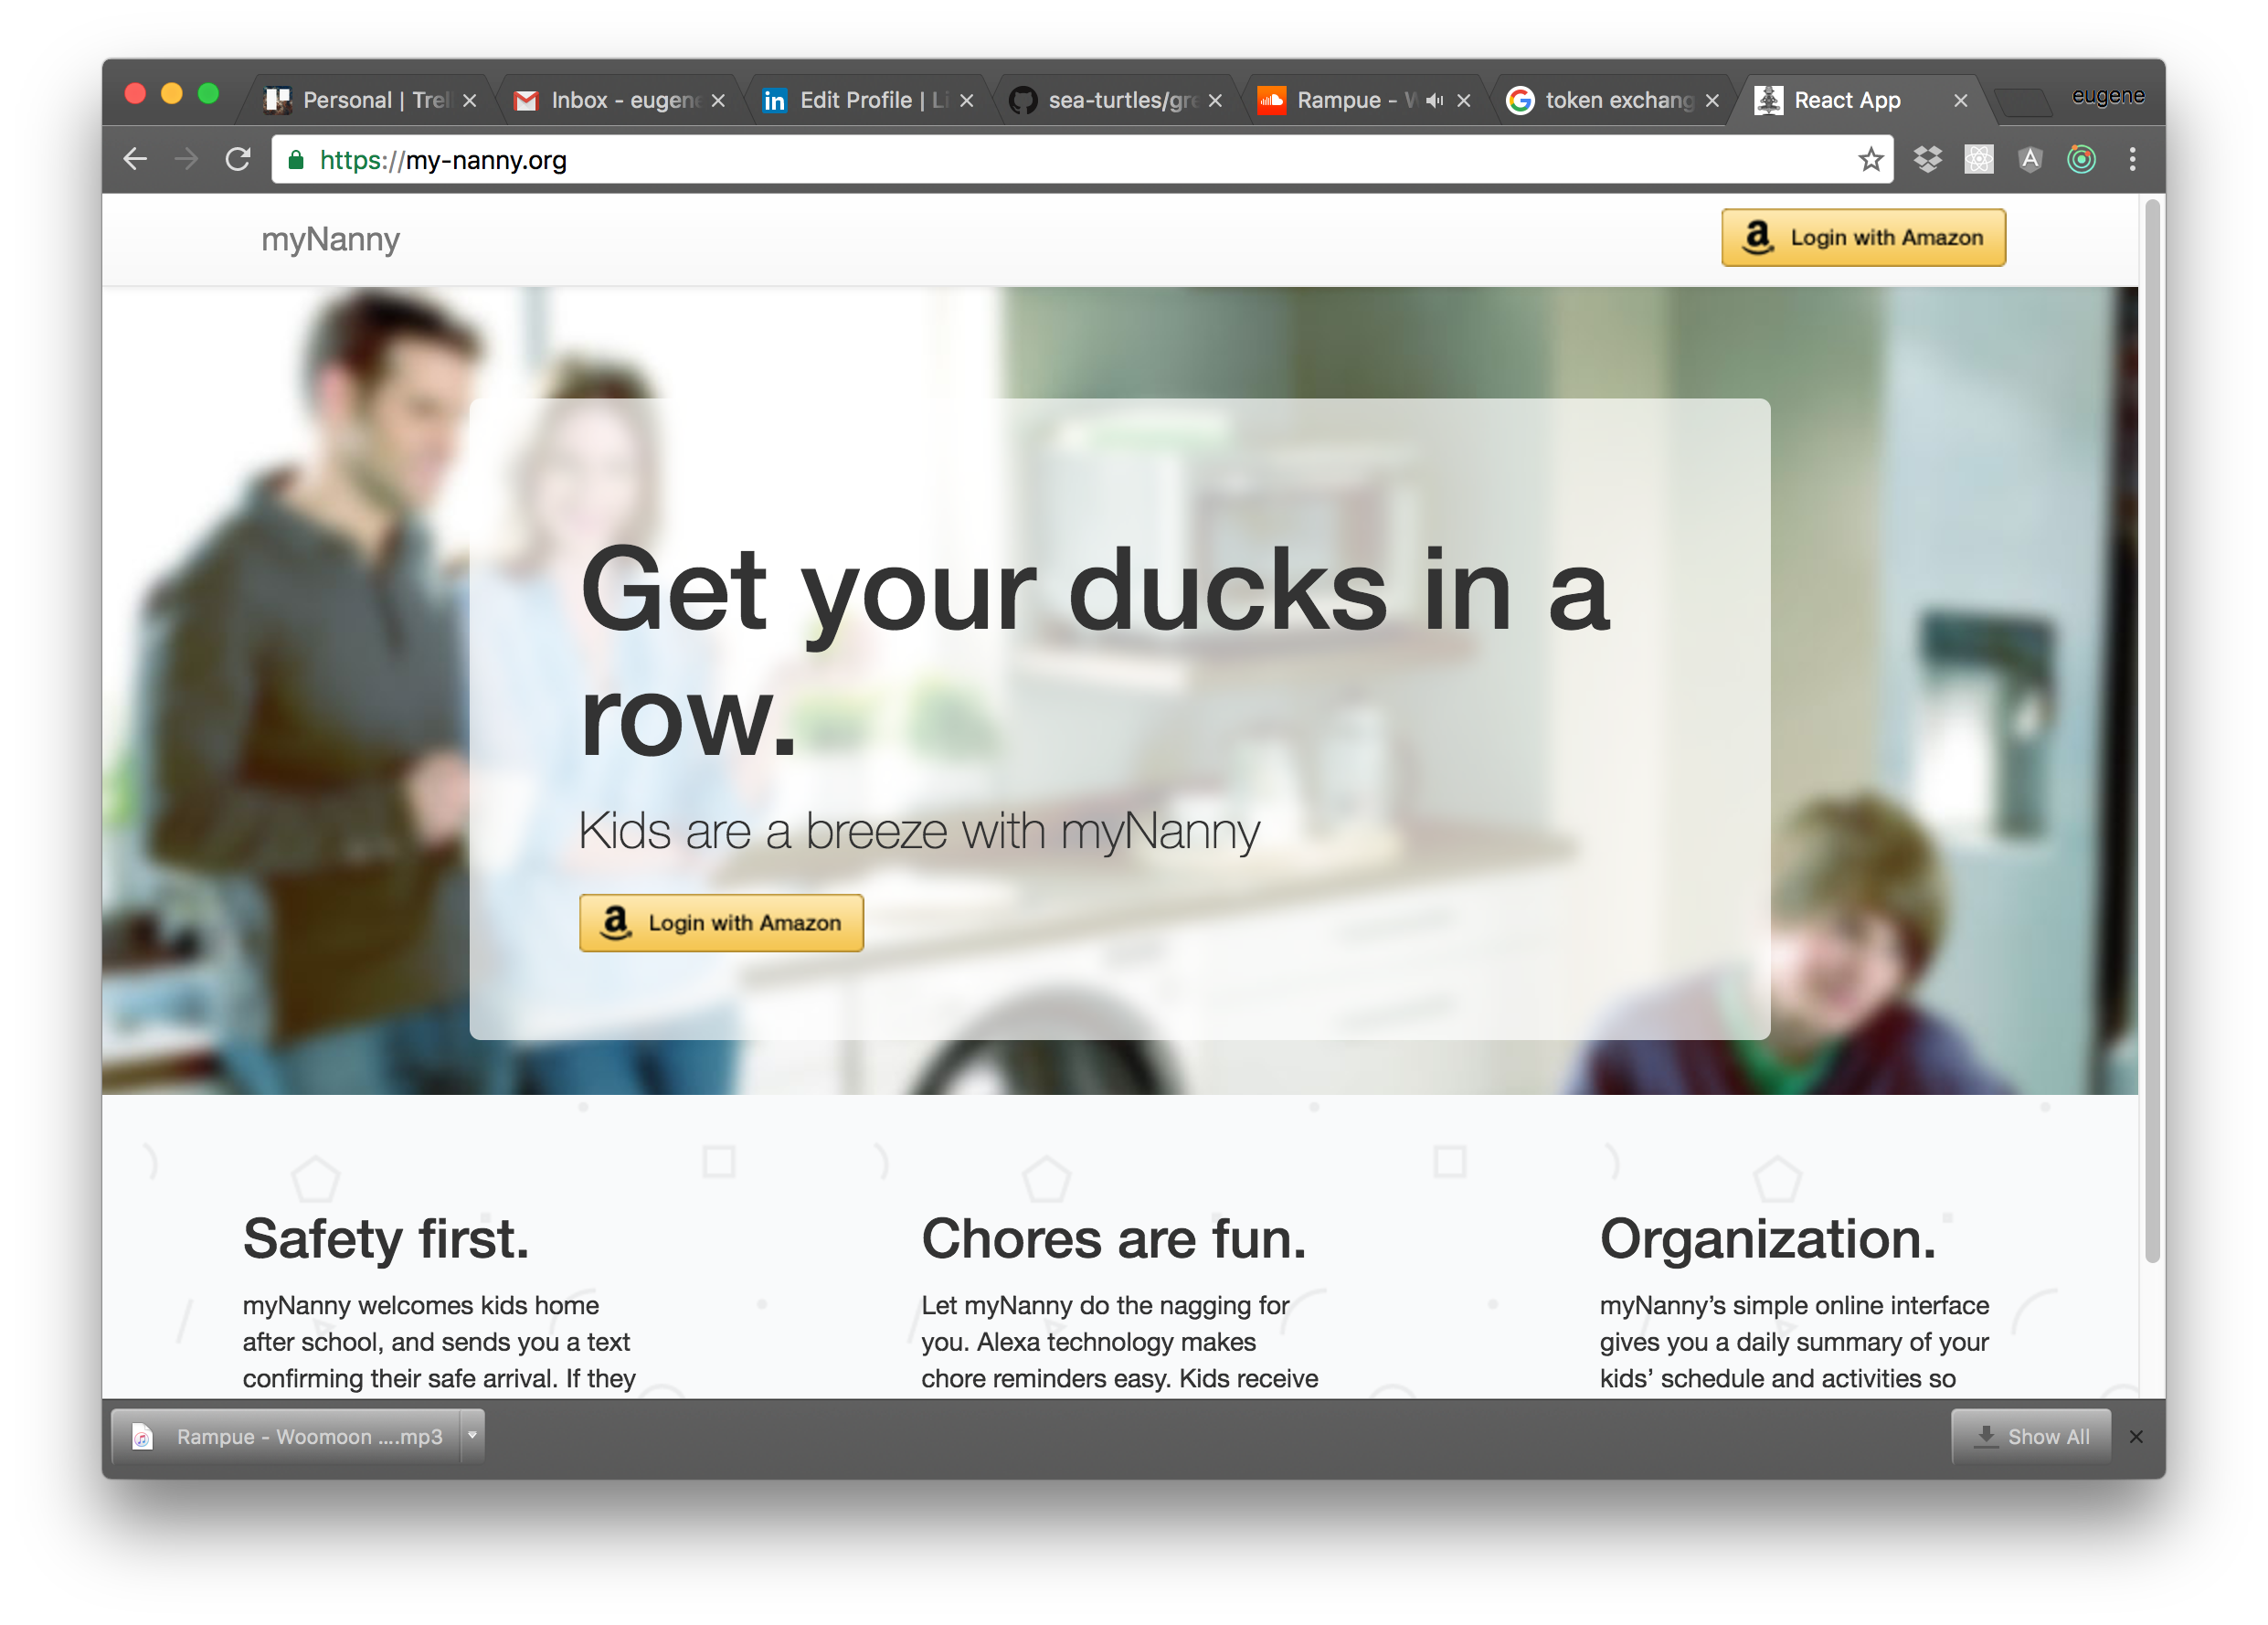 Personal | Trell
Inbox - eugene
Edit Profile | Li
sea-turtles/gre
Rampue - W
token exchang
React App
eugene
https://my-nanny.org
myNanny
Login with Amazon
Get your ducks in a
row.
Kids are a breeze with myNanny
Login with Amazon
Safety first.
myNanny welcomes kids home
after school, and sends you a text
confirming their safe arrival. If they
Chores are fun.
Let myNanny do the nagging for
you. Alexa technology makes
chore reminders easy. Kids receive
Organization.
myNanny’s simple online interface
gives you a daily summary of your
kids’ schedule and activities so
Rampue - Woomoon ....mp3
Show All